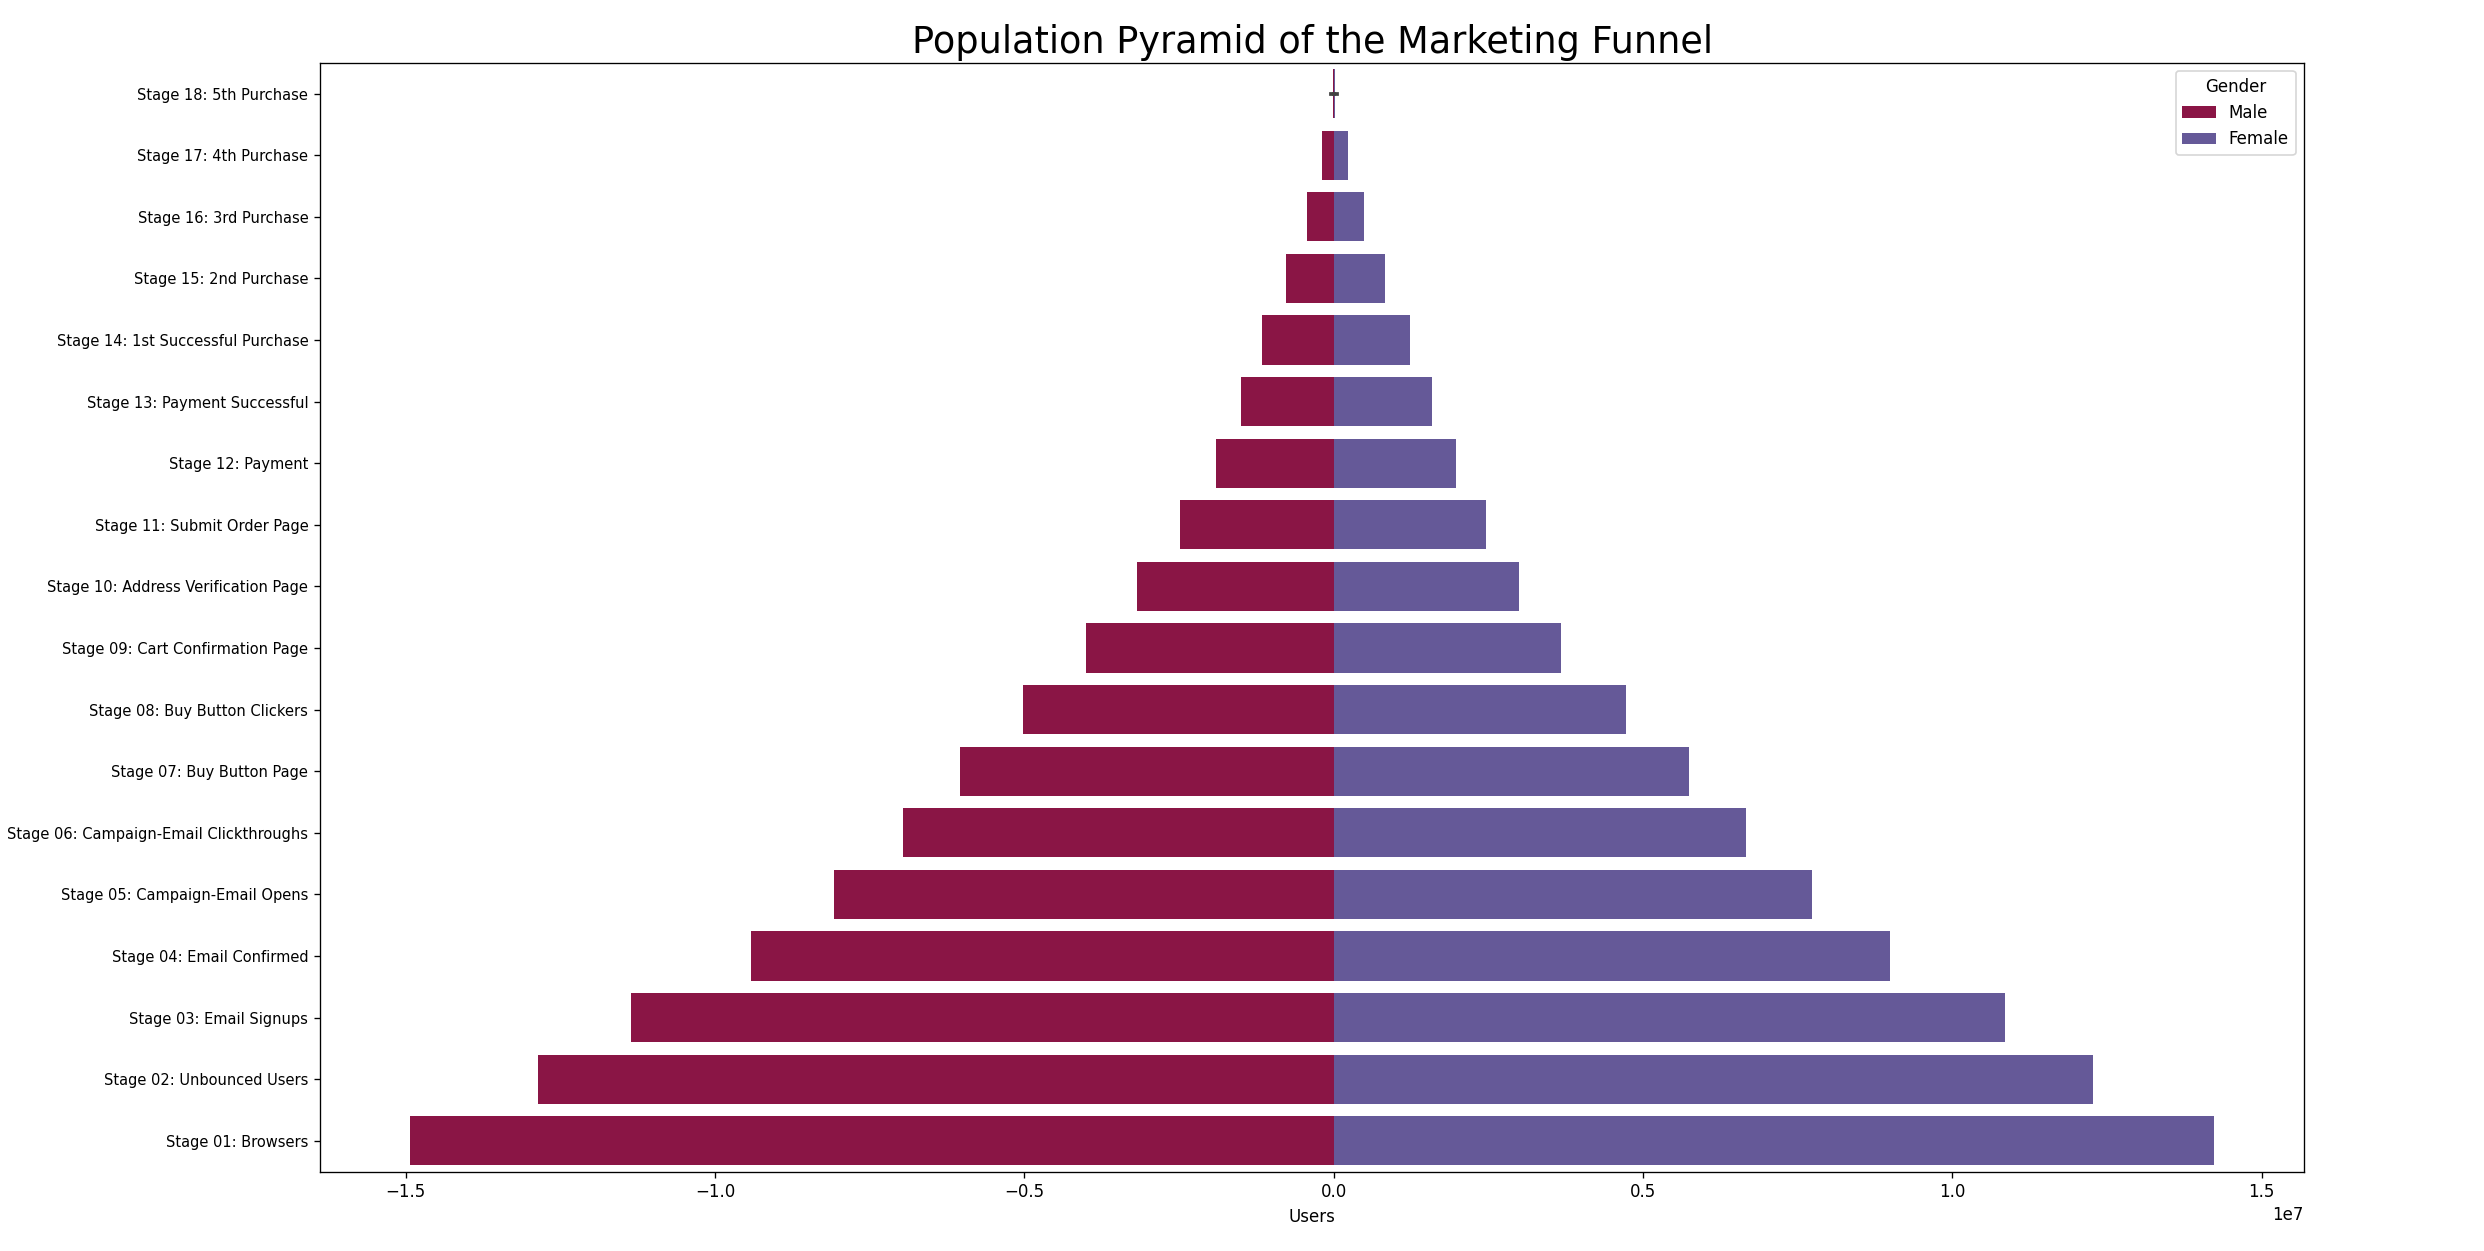 Population Pyramid of the Marketing Funnel
Gender
Male
Female
Stage 18: 5th Purchase
Stage 17: 4th Purchase
Stage 16: 3rd Purchase
Stage 15: 2nd Purchase
Stage 14: 1st Successful Purchase
Stage 13: Payment Successful
Stage 12: Payment
Stage 11: Submit Order Page
Stage 10: Address Verification Page
Stage 09: Cart Confirmation Page
Stage 08: Buy Button Clickers
Stage 07: Buy Button Page
Stage 06: Campaign-Email Clickthroughs
Stage 05: Campaign-Email Opens
Stage 04: Email Confirmed
Stage 03: Email Signups
Stage 02: Unbounced Users
Stage 01: Browsers
−1.5 −1.0 −0.5 0.0 0.5 1.0 1.5
1e7
Users